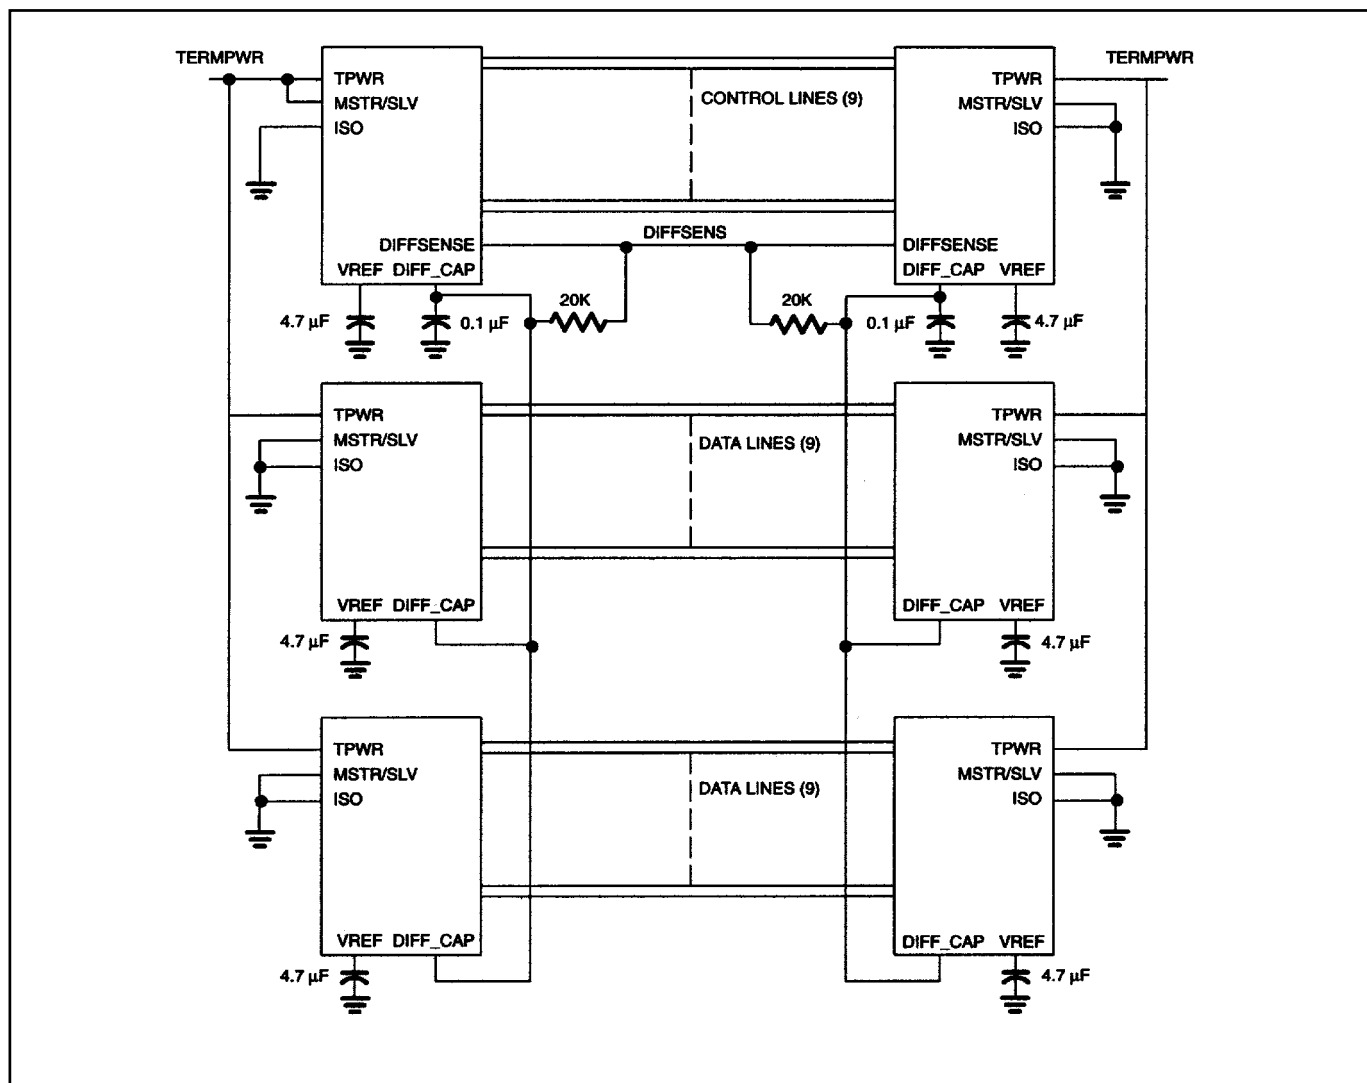 TERMPWR
TERMPWR
TPWR
MSTR/SLV
ISO
CONTROL LINES (9)
TPWR
MSTR/SLV
ISO
DIFFSENSE
DIFFSENS
DIFFSENSE
VREF DIFF_CAP
DIFF_CAP VREF
20K
20K
4.7 µF
0.1 µF
0.1 µF
4.7 µF
TPWR
MSTR/SLV
ISO
DATA LINES (9)
TPWR
MSTR/SLV
ISO
VREF DIFF_CAP
DIFF_CAP VREF
4.7 µF
4.7 µF
TPWR
MSTR/SLV
ISO
DATA LINES (9)
TPWR
MSTR/SLV
ISO
VREF DIFF_CAP
DIFF_CAP VREF
4.7 µF
4.7 µF